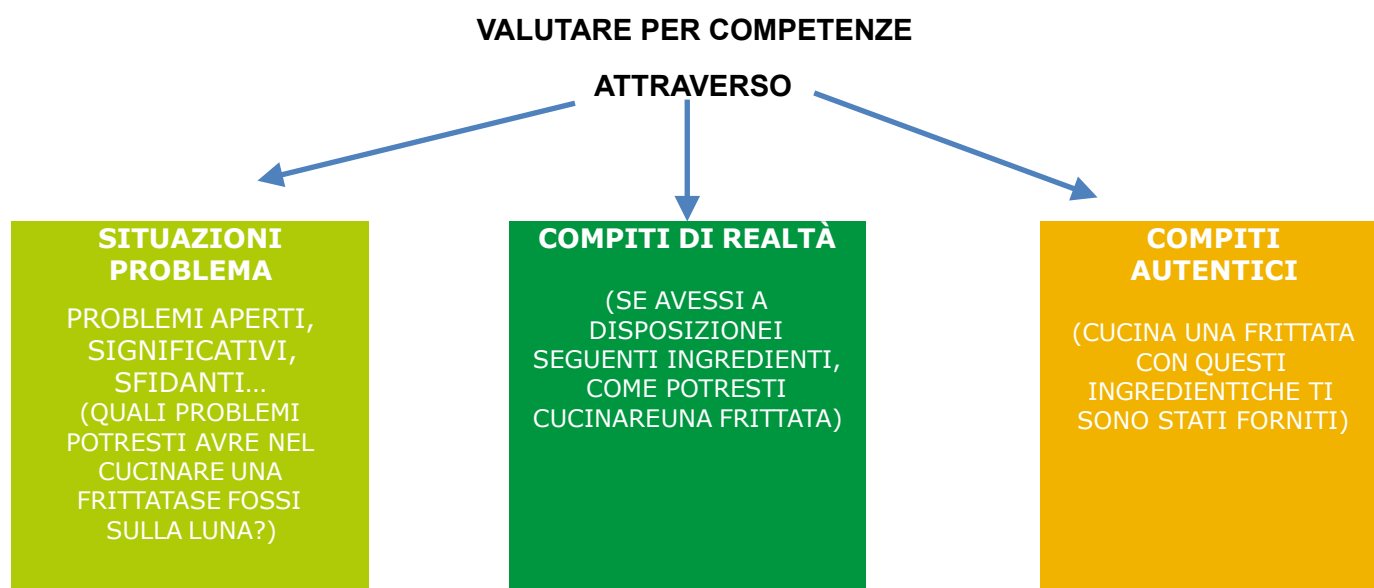 VALUTARE PER COMPETENZE
ATTRAVERSO
SITUAZIONI
PROBLEMA
PROBLEMI APERTI,
SIGNIFICATIVI,
SFIDANTI…
(QUALI PROBLEMI
POTRESTI AVRE NEL
CUCINARE UNA
FRITTATASE FOSSI
SULLA LUNA?)
COMPITI DI REALTÀ
(SE AVESSI A
DISPOSIZIONEI
SEGUENTI INGREDIENTI,
COME POTRESTI
CUCINAREUNA FRITTATA)
COMPITI
AUTENTICI
(CUCINA UNA FRITTATA
CON QUESTI
INGREDIENTICHE TI
SONO STATI FORNITI)